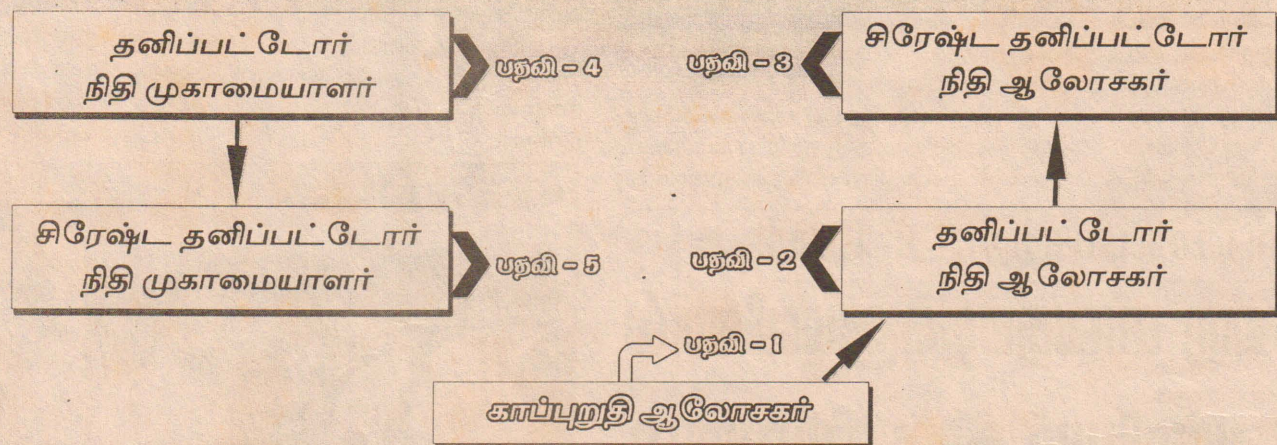 தனிப்பட்டோர்
நிதி முகாமையாளர்
பதவி - 4
பதவி - 3
சிரேஷ்ட தனிப்பட்டோர்
நிதி ஆலோசகர்
சிரேஷ்ட தனிப்பட்டோர்
நிதி முகாமையாளர்
பதவி - 5
பதவி - 2
தனிப்பட்டோர்
நிதி ஆலோசகர்
பதவி - 1
காப்புறுதி ஆலோசகர்